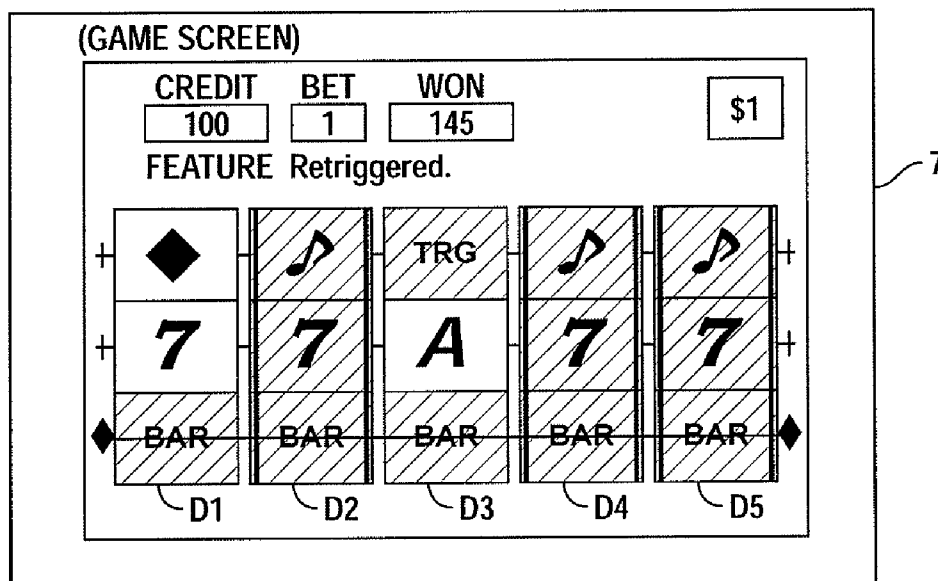 (GAME SCREEN)
CREDIT BET WON
100 1 145 $1
FEATURE Retriggered.
7
TRG
7 7 A 7 7
BAR BAR BAR BAR BAR
D1 D2 D3 D4 D5